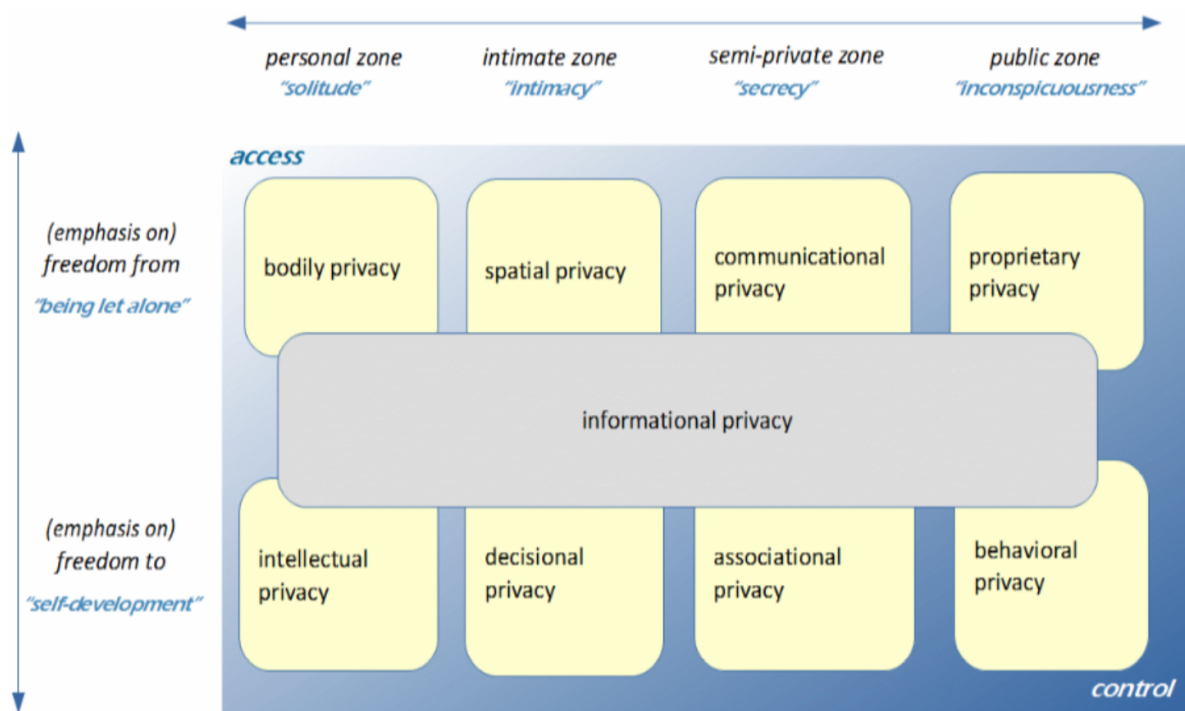 personal zone
"solitude"
intimate zone
"intimacy"
semi-private zone
"secrecy"
public zone
"inconspicuousness"
access
(emphasis on)
freedom from
"being let alone"
bodily privacy
spatial privacy
communicational
privacy
proprietary
privacy
informational privacy
(emphasis on)
freedom to
"self-development"
intellectual
privacy
decisional
privacy
associational
privacy
behavioral
privacy
control